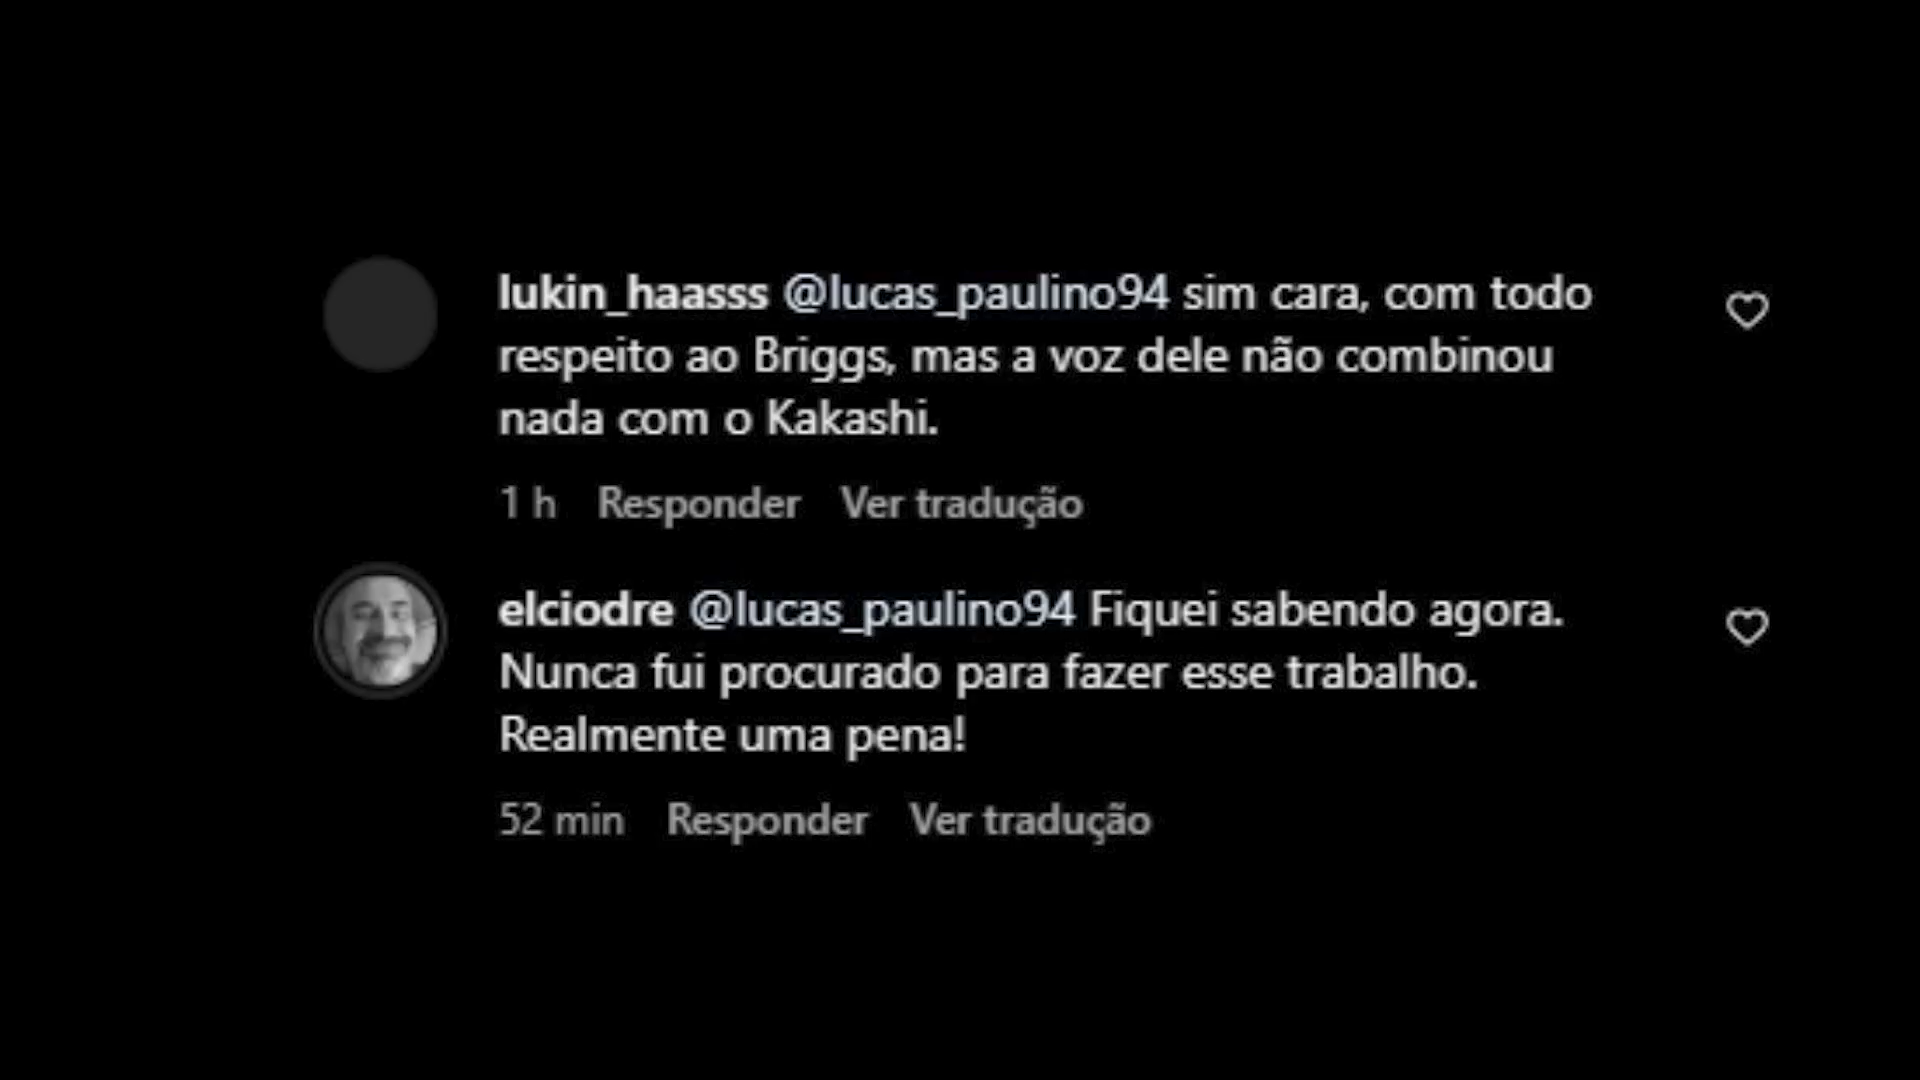 lukin_haasss @lucas_paulino94 sim cara, com todo
respeito ao Briggs, mas a voz dele não combinou
nada com o Kakashi.
1 h Responder Ver tradução
elciodre @lucas_paulino94 Fiquei sabendo agora.
Nunca fui procurado para fazer esse trabalho.
Realmente uma pena!
52 min Responder Ver tradução